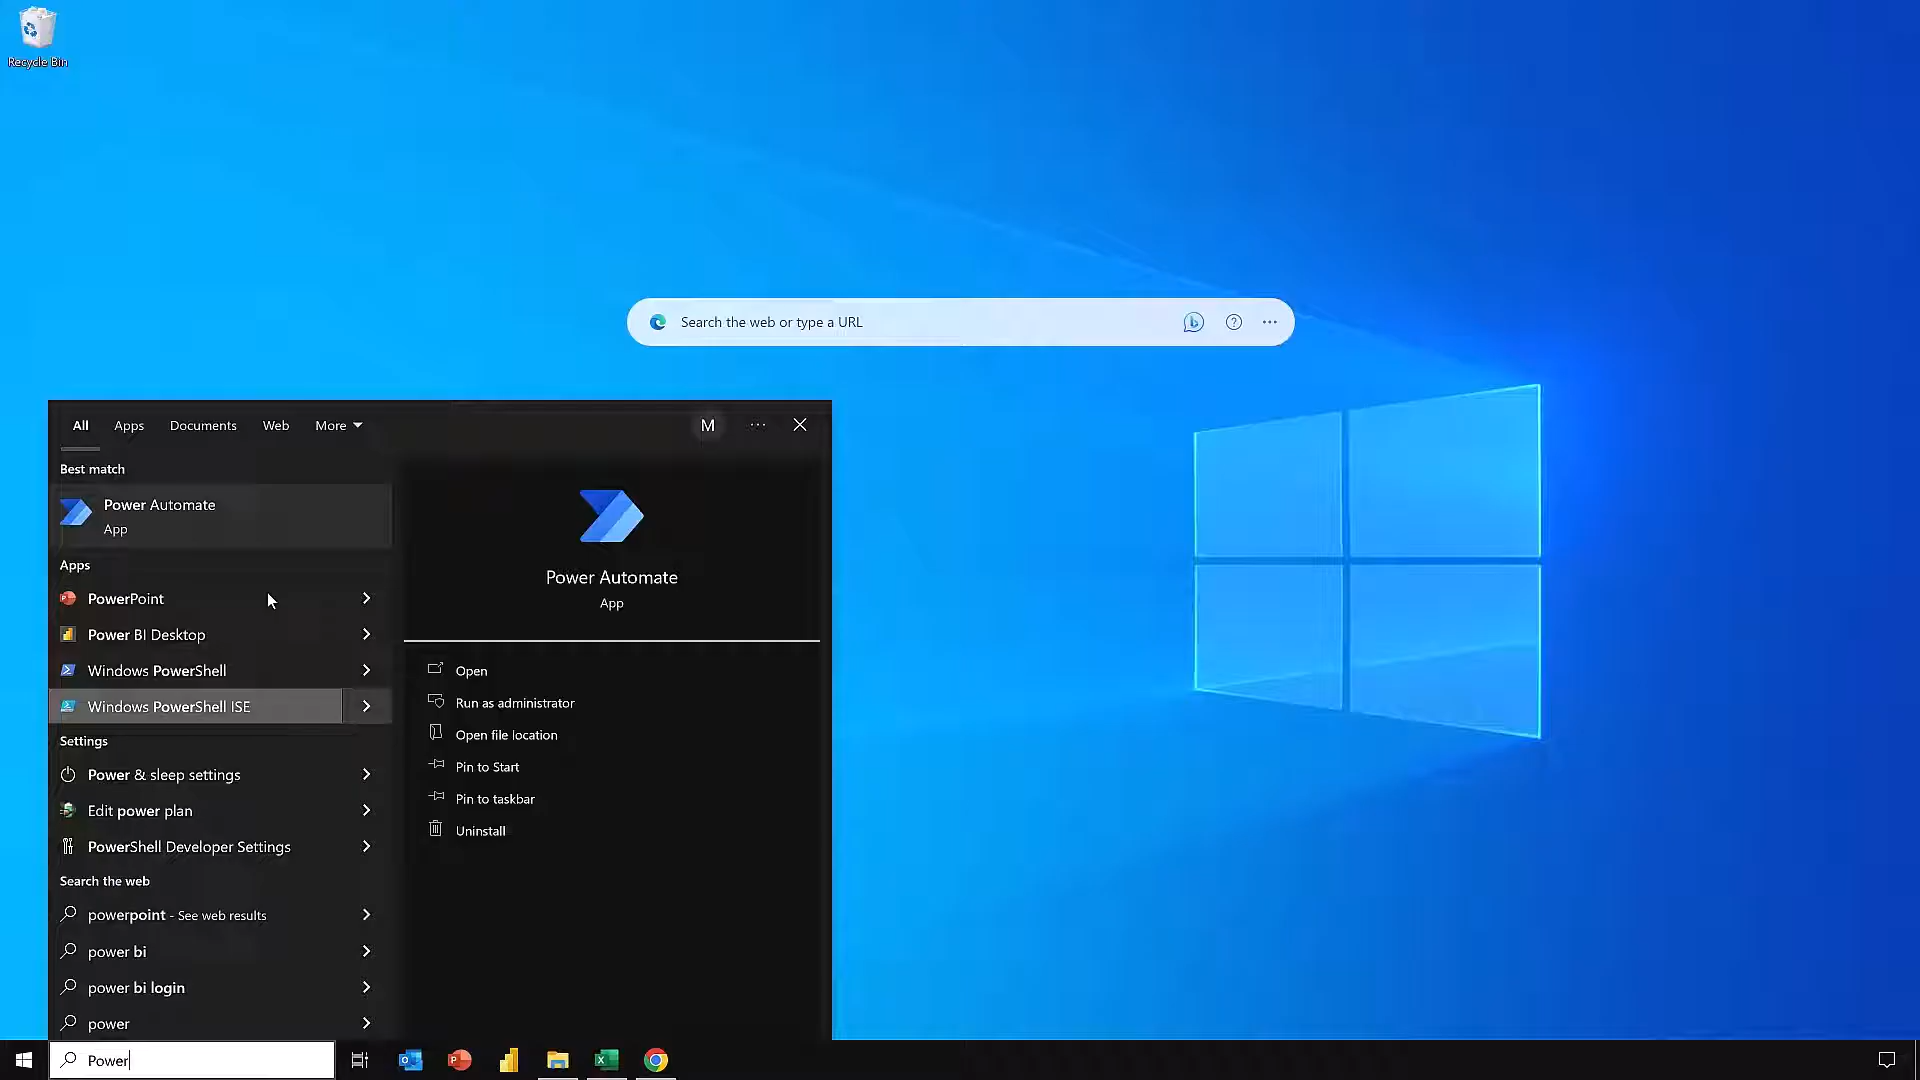 Recycle Bin
Search the web or type a URL
All Apps Documents Web More M
Best match
Power Automate
App
Apps
PowerPoint
Power BI Desktop
Windows PowerShell
Windows PowerShell ISE
Settings
Power & sleep settings
Edit power plan
PowerShell Developer Settings
Search the web
powerpoint - See web results
power bi
power bi login
power
Power Automate
App
Open
Run as administrator
Open file location
Pin to Start
Pin to taskbar
Uninstall
Power